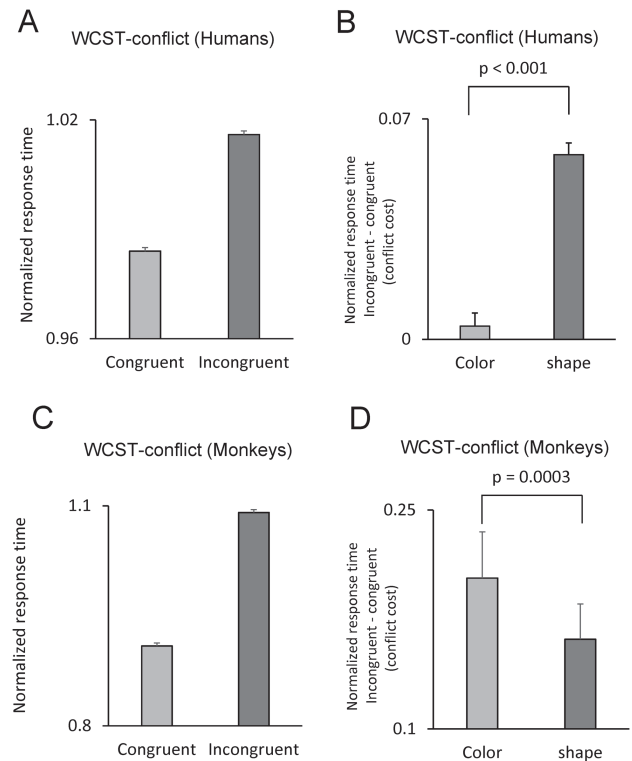 A
WCST-conflict (Humans)
1.02
Normalized response time
0.96
Congruent Incongruent
B
WCST-conflict (Humans)
p < 0.001
0.07
Normalized response time
Incongruent - congruent
(conflict cost)
0
Color shape
C
WCST-conflict (Monkeys)
1.1
Normalized response time
0.8
Congruent Incongruent
D
WCST-conflict (Monkeys)
p = 0.0003
0.25
Normalized response time
Incongruent - congruent
(conflict cost)
0.1
Color shape